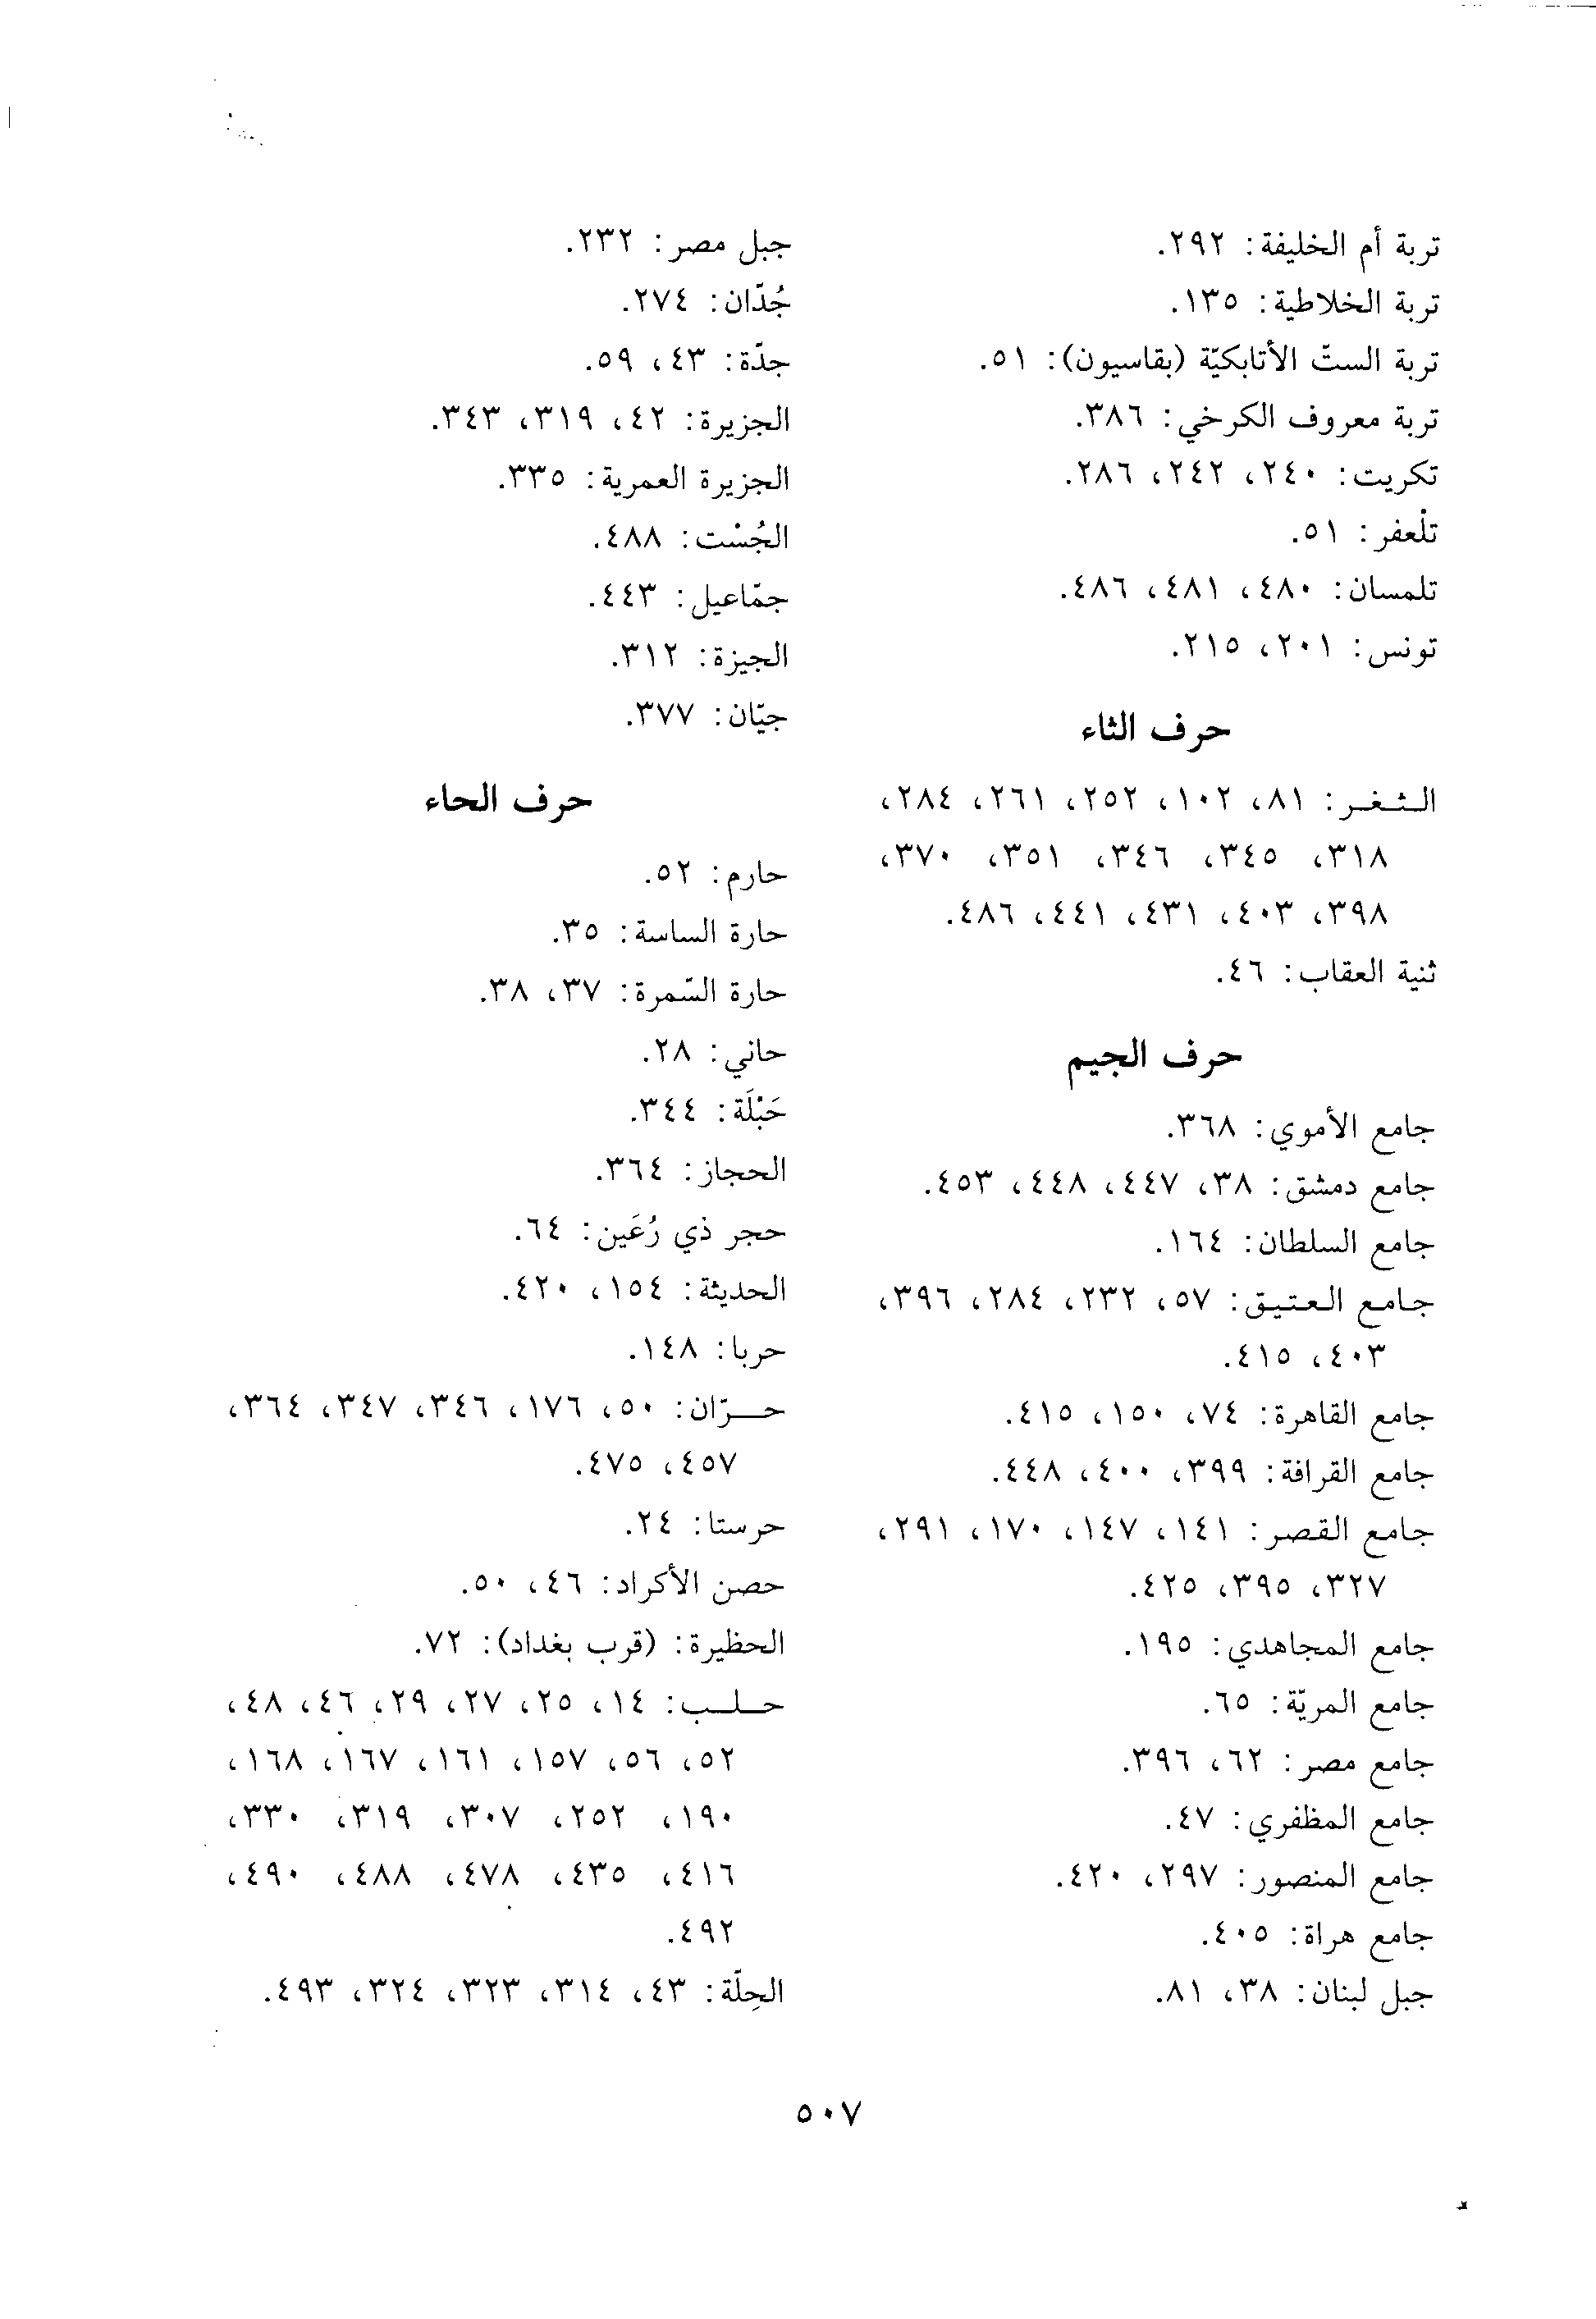 تربة أم الخليفة: ٢٩٢.
تربة الخلاطية: ١٣٥.
تربة الستّ الأتابكيّة (بقاسيون): ٥١.
تربة معروف الكرخي: ٣٨٦.
تكريت: ٢٤٠، ٢٤٢، ٢٨٦.
تلْعفر: ٥١.
تلمسان: ٤٨٠، ٤٨١، ٤٨٦.
تونس: ٢٠١، ٢١٥.
حرف الثاء
الـثـغـر: ٨١، ١٠٢، ٢٥٢، ٢٦١، ٢٨٤،
٣١٨، ٣٤٥، ٣٤٦، ٣٥١، ٣٧٠،
٣٩٨، ٤٠٣، ٤٣١، ٤٤١، ٤٨٦.
ثنية العقاب: ٤٦.
حرف الجيم
جامع الأموي: ٣٦٨.
جامع دمشق: ٣٨، ٤٤٧، ٤٤٨، ٤٥٣.
جامع السلطان: ١٦٤.
جـامـع الـعـتـيـق: ٥٧، ٢٣٢، ٢٨٤، ٣٩٦،
٤٠٣، ٤١٥.
جامع القاهرة: ٧٤، ١٥٠، ٤١٥.
جامع القرافة: ٣٩٩، ٤٠٠، ٤٤٨.
جامع القصر: ١٤١، ١٤٧، ١٧٠، ٢٩١،
٣٢٧، ٣٩٥، ٤٢٥.
جامع المجاهدي: ١٩٥.
جامع المريّة: ٦٥.
جامع مصر: ٦٢، ٣٩٦.
جامع المظفري: ٤٧.
جامع المنصور: ٢٩٧، ٤٢٠.
جامع هراة: ٤٠٥.
جبل لبنان: ٣٨، ٨١.
جبل مصر: ٢٣٢.
جُدّان: ٢٧٤.
جدّة: ٤٣، ٥٩.
الجزيرة: ٤٢، ٣١٩، ٣٤٣.
الجزيرة العمرية: ٣٣٥.
الجُسْت: ٤٨٨.
جمّاعيل: ٤٤٣.
الجيزة: ٣١٢.
جيّان: ٣٧٧.
حرف الحاء
حارم: ٥٢.
حارة الساسة: ٣٥.
حارة السّمرة: ٣٧، ٣٨.
حاني: ٢٨.
حَبْلَة: ٣٤٤.
الحجاز: ٣٦٤.
حجر ذي رُعَين: ٦٤.
الحديثة: ١٥٤، ٤٢٠.
حربا: ١٤٨.
حـــرّان: ٥٠، ١٧٦، ٣٤٦، ٣٤٧، ٣٦٤،
٤٥٧، ٤٧٥.
حرستا: ٢٤.
حصن الأكراد: ٤٦، ٥٠.
الحظيرة: (قرب بغداد): ٧٢.
حـــلـــب: ١٤، ٢٥، ٢٧، ٢٩، ٤٦، ٤٨،
٥٢، ٥٦، ١٥٧، ١٦١، ١٦٧، ١٦٨،
١٩٠، ٢٥٢، ٣٠٧، ٣١٩، ٣٣٠،
٤١٦، ٤٣٥، ٤٧٨، ٤٨٨، ٤٩٠،
٤٩٢.
الحِلّة: ٤٣، ٣١٤، ٣٢٣، ٣٢٤، ٤٩٣.
٥٠٧